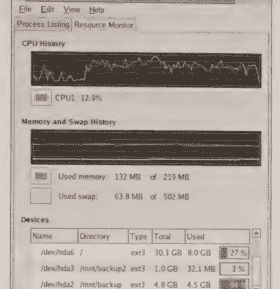 File Edit View Help
Process Listing Resource Monitor
CPU History
CPU1: 12.9%
Memory and Swap History
Used memory: 132 MB of 219 MB
Used swap: 63.8 MB of 502 MB
Devices
Name Directory Type Total Used
/dev/hda6 / ext3 30.3 GB 8.0 GB 27 %
/dev/hda3 /mnt/backup2 ext3 1.0 GB 32.1 MB 3 %
/dev/hda2 /mnt/backup ext3 4.8 GB 4.5 GB